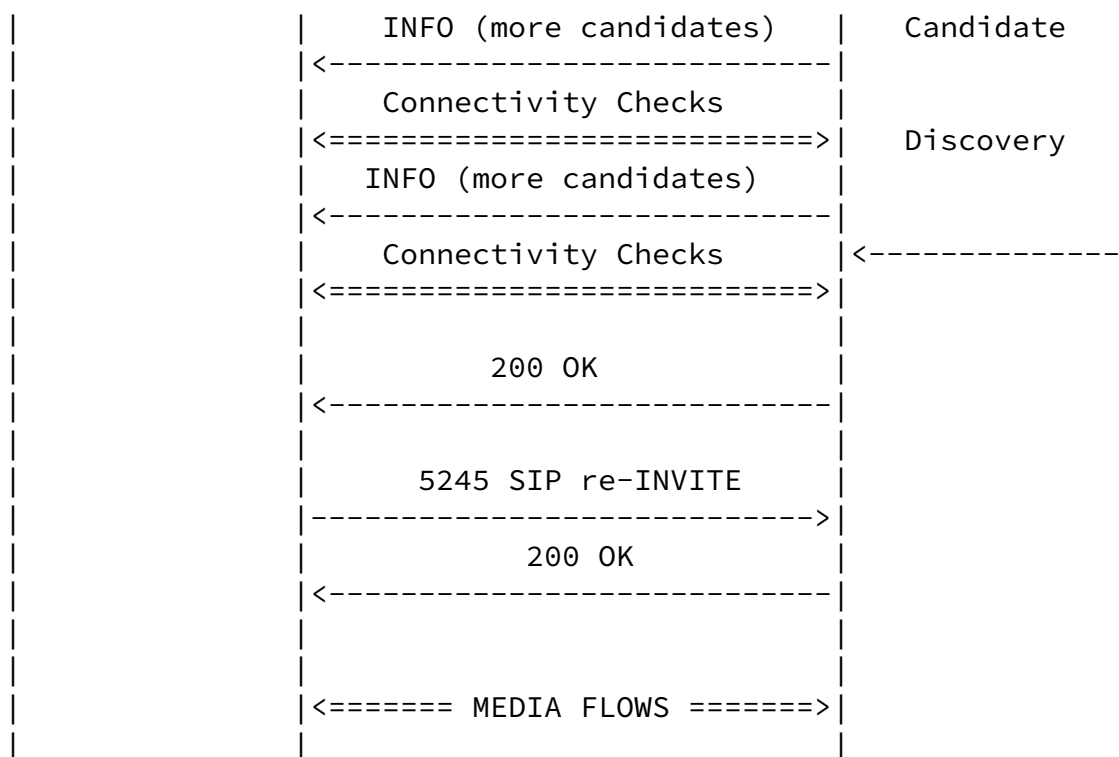 |               |    INFO (more candidates)   |   Candidate
|               |<----------------------------|
|               |    Connectivity Checks      |
|               |<===========================>|   Discovery
|               |   INFO (more candidates)    |
|               |<----------------------------|
|               |    Connectivity Checks      |<--------------
|               |<===========================>|
|               |                             |
|               |          200 OK             |
|               |<----------------------------|
|               |                             |
|               |      5245 SIP re-INVITE     |
|               |---------------------------->|
|               |            200 OK           |
|               |<----------------------------|
|               |                             |
|               |                             |
|               |<======= MEDIA FLOWS =======>|
|               |                             |